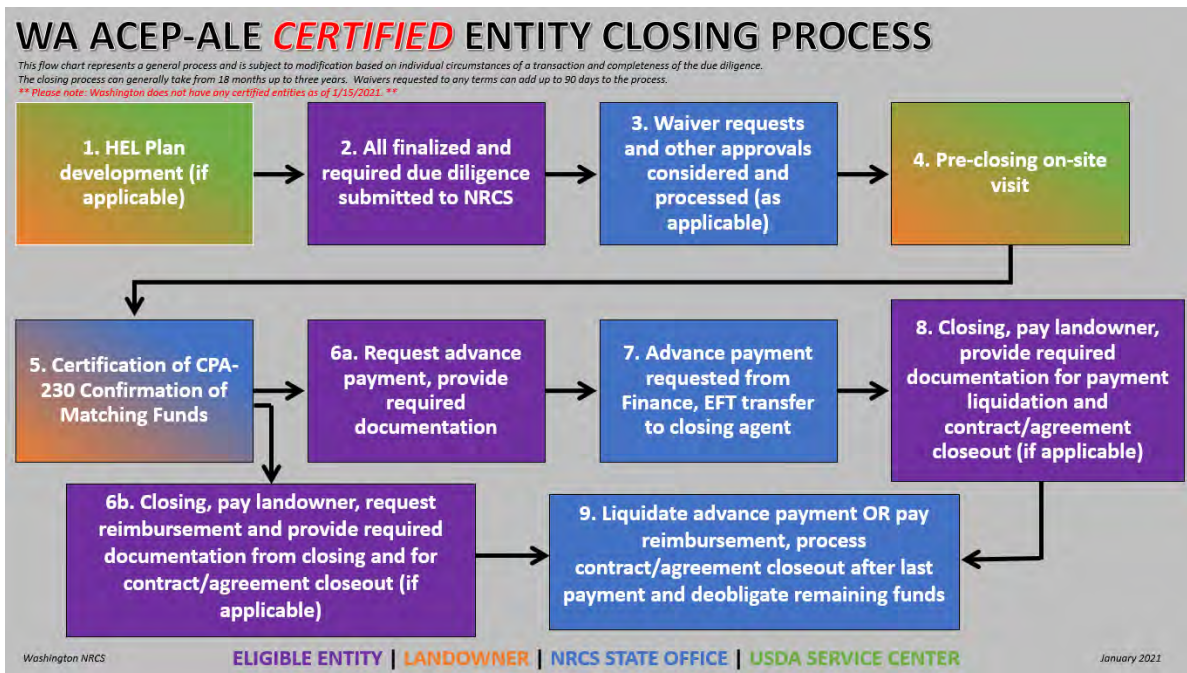 WA ACEP-ALE CERTIFIED ENTITY CLOSING PROCESS
This flow chart represents a general process and is subject to modification based on individual circumstances of a transaction and completeness of the due diligence.
The closing process can generally take from 18 months up to three years.  Waivers requested to any terms can add up to 90 days to the process.
** Please note: Washington does not have any certified entities as of 1/15/2021. **
1. HEL Plan
development (if
applicable)
2. All finalized and
required due diligence
submitted to NRCS
3. Waiver requests
and other approvals
considered and
processed (as
applicable)
4. Pre-closing on-site
visit
5. Certification of CPA-
230 Confirmation of
Matching Funds
6a. Request advance
payment, provide
required
documentation
7. Advance payment
requested from
Finance, EFT transfer
to closing agent
8. Closing, pay landowner,
provide required
documentation for payment
liquidation and
contract/agreement
closeout (if applicable)
6b. Closing, pay landowner, request
reimbursement and provide required
documentation from closing and for
contract/agreement closeout (if
applicable)
9. Liquidate advance payment OR pay
reimbursement, process
contract/agreement closeout after last
payment and deobligate remaining funds
Washington NRCS
ELIGIBLE ENTITY | LANDOWNER | NRCS STATE OFFICE | USDA SERVICE CENTER
January 2021